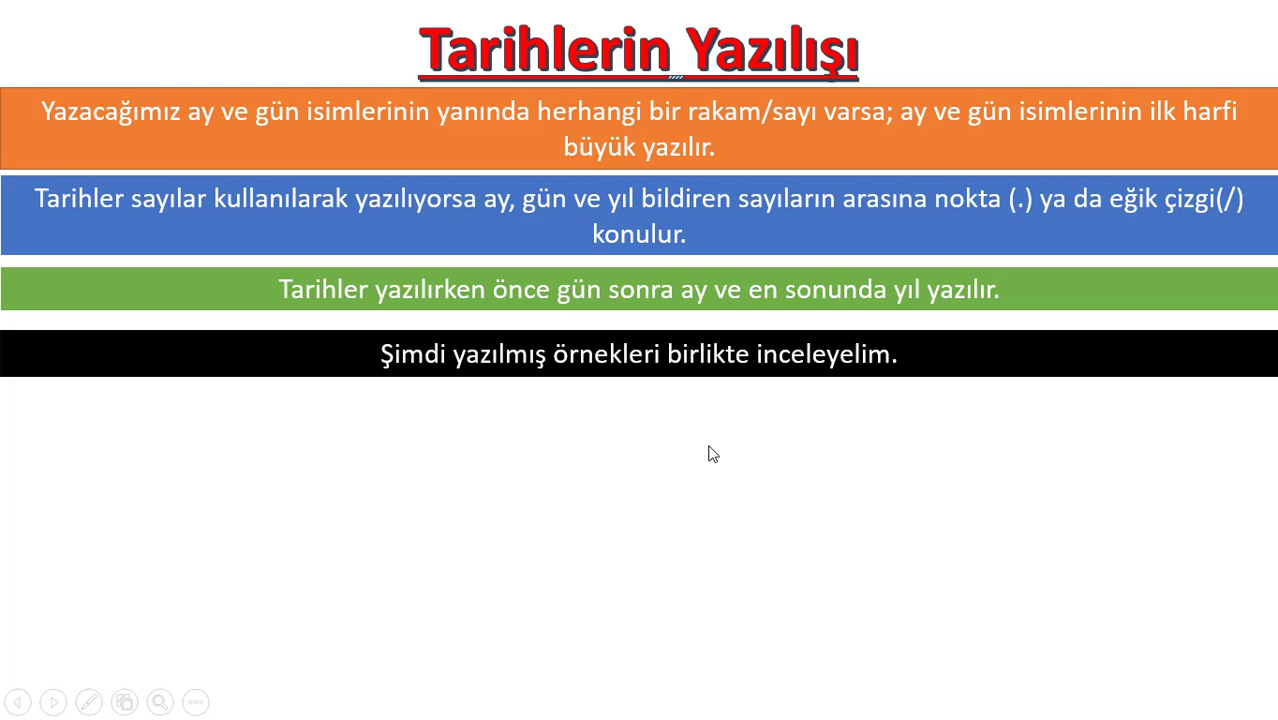 Tarihlerin Yazılışı
Yazacağımız ay ve gün isimlerinin yanında herhangi bir rakam/sayı varsa; ay ve gün isimlerinin ilk harfi
büyük yazılır.
Tarihler sayılar kullanılarak yazılıyorsa ay, gün ve yıl bildiren sayıların arasına nokta (.) ya da eğik çizgi(/)
konulur.
Tarihler yazılırken önce gün sonra ay ve en sonunda yıl yazılır.
Şimdi yazılmış örnekleri birlikte inceleyelim.